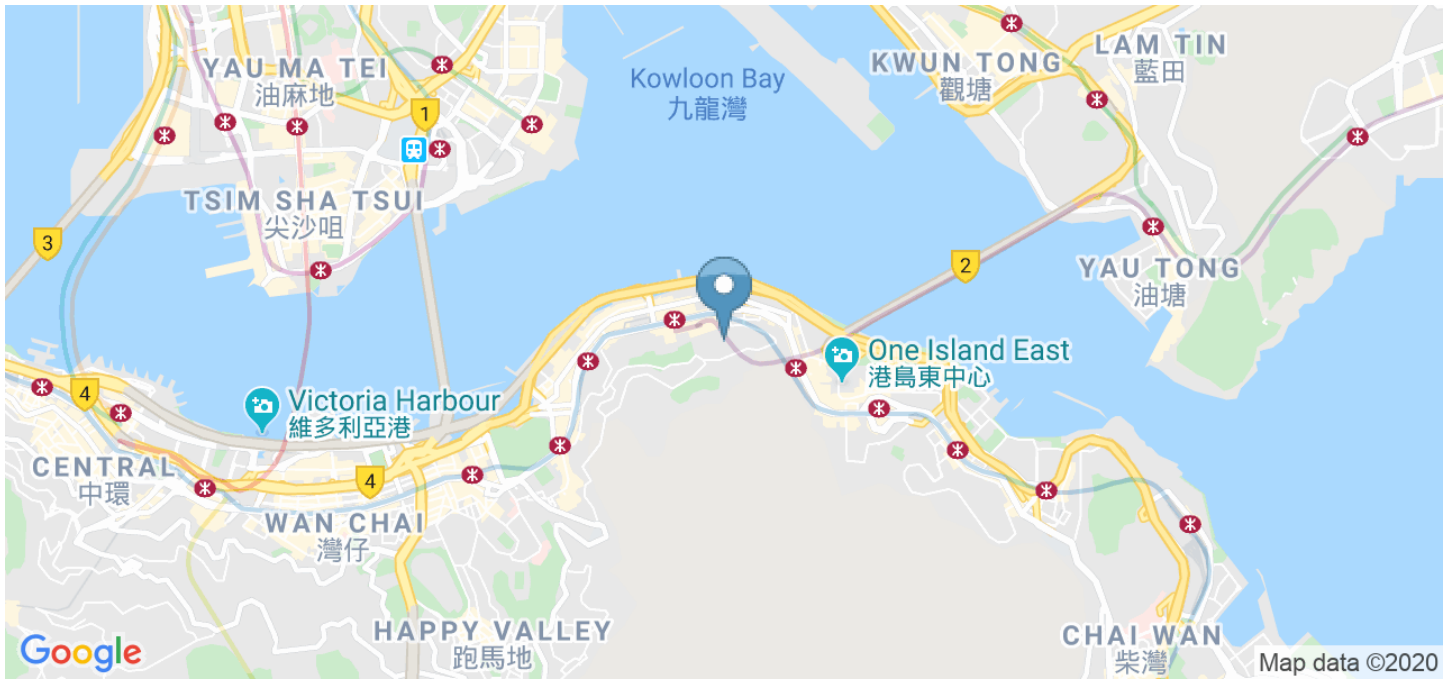 YAU MA TEI
油麻地
1
Kowloon Bay
九龍灣
KWUN TONG
觀塘
LAM TIN
藍田
TSIM SHA TSUI
尖沙咀
3
2
YAU TONG
油塘
One Island East
港島東中心
4
Victoria Harbour
維多利亞港
CENTRAL
中環
4
WAN CHAI
灣仔
HAPPY VALLEY
跑馬地
CHAI WAN
柴灣
Google
Map data ©2020